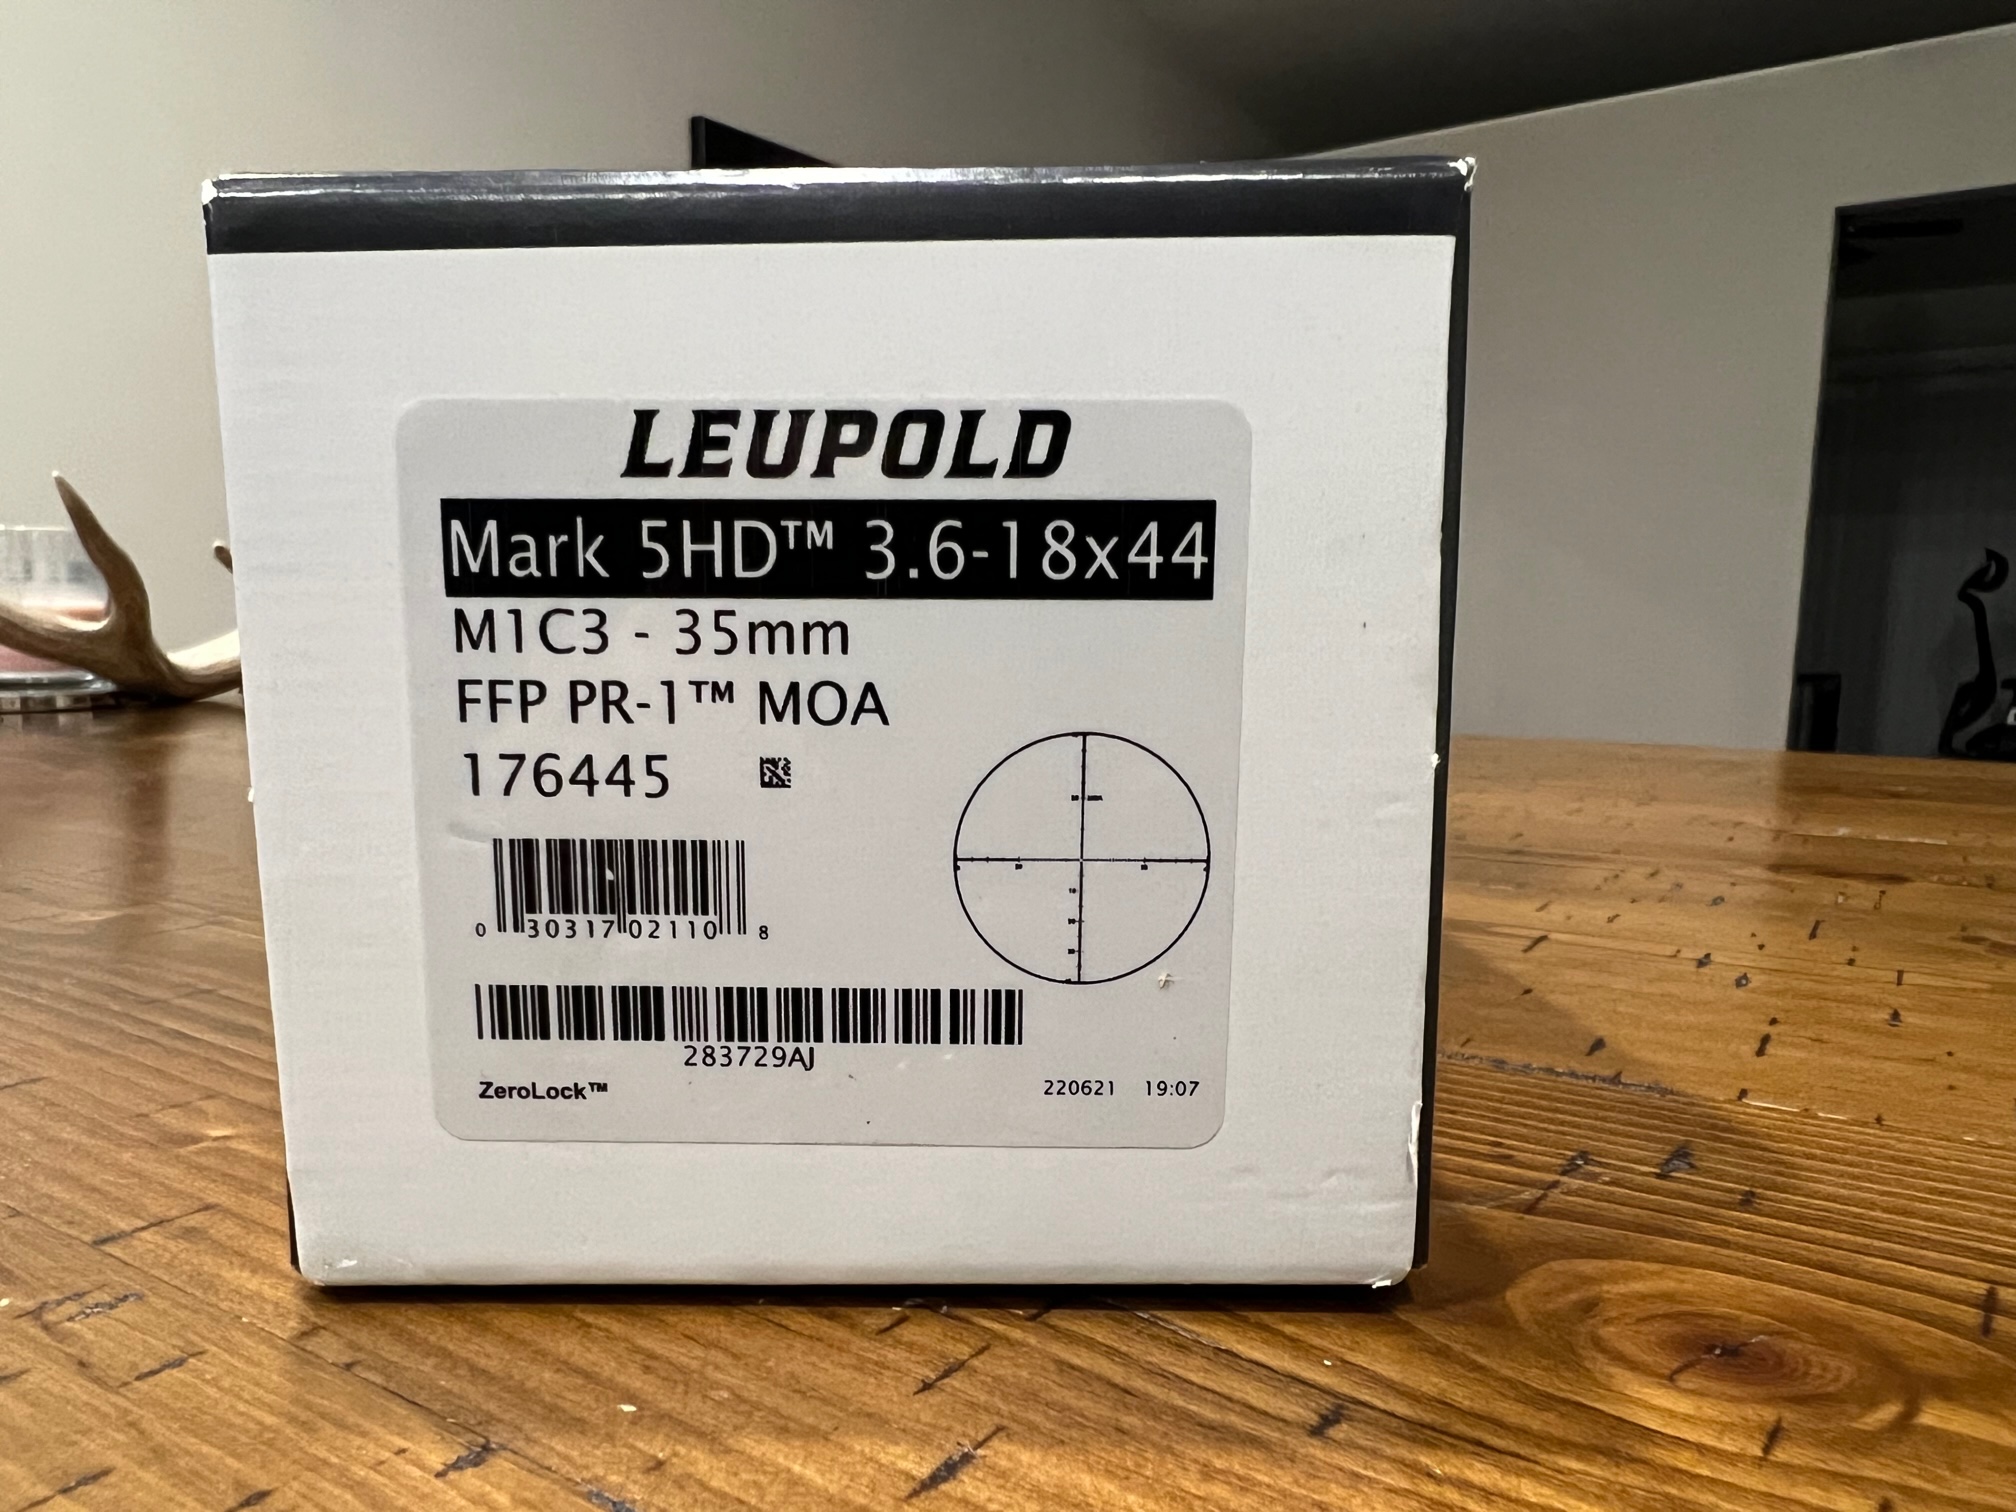 LEUPOLD
Mark 5HD™ 3.6-18x44
M1C3 - 35mm
FFP PR-1™ MOA
176445
0 30317 02110 8
283729AJ
ZeroLock™
220621 19:07